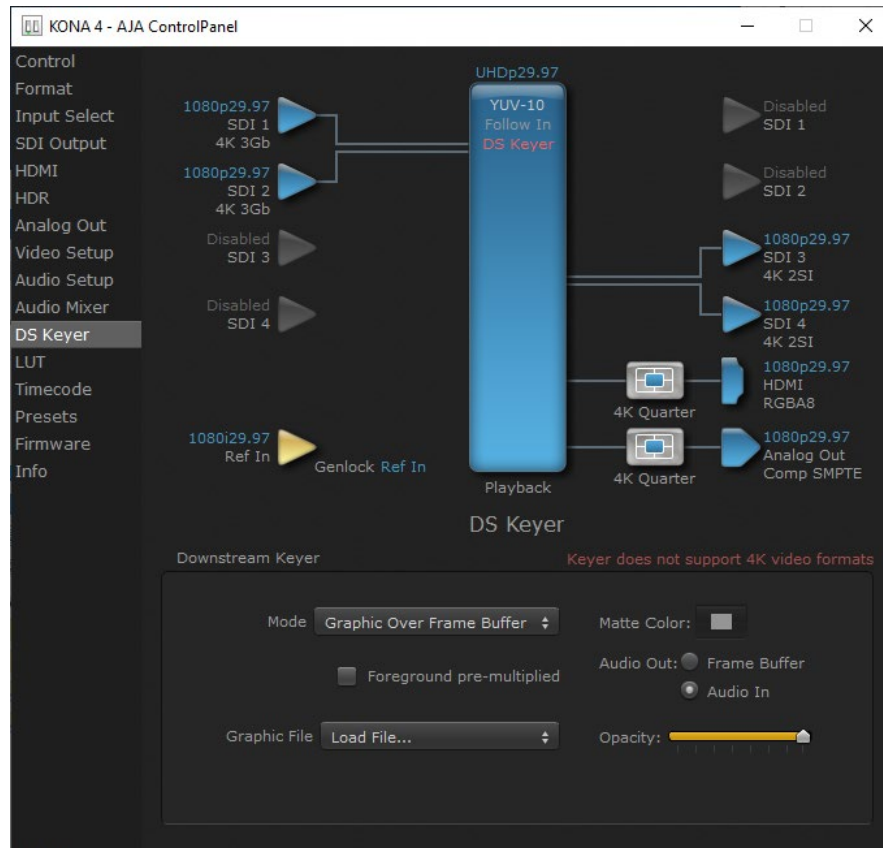 KONA 4 - AJA ControlPanel
Control
Format
Input Select
SDI Output
HDMI
HDR
Analog Out
Video Setup
Audio Setup
Audio Mixer
DS Keyer
LUT
Timecode
Presets
Firmware
Info
UHDp29.97
YUV-10
Follow In
DS Keyer
1080p29.97
SDI 1
4K 3Gb
1080p29.97
SDI 2
4K 3Gb
Disabled
SDI 3
Disabled
SDI 4
1080i29.97
Ref In
Genlock Ref In
Playback
Disabled
SDI 1
Disabled
SDI 2
1080p29.97
SDI 3
4K 2SI
1080p29.97
SDI 4
4K 2SI
4K Quarter
1080p29.97
HDMI
RGBA8
4K Quarter
1080p29.97
Analog Out
Comp SMPTE
DS Keyer
Downstream Keyer
Keyer does not support 4K video formats
Mode Graphic Over Frame Buffer
Foreground pre-multiplied
Graphic File Load File...
Matte Color:
Audio Out: Frame Buffer
Audio In
Opacity: